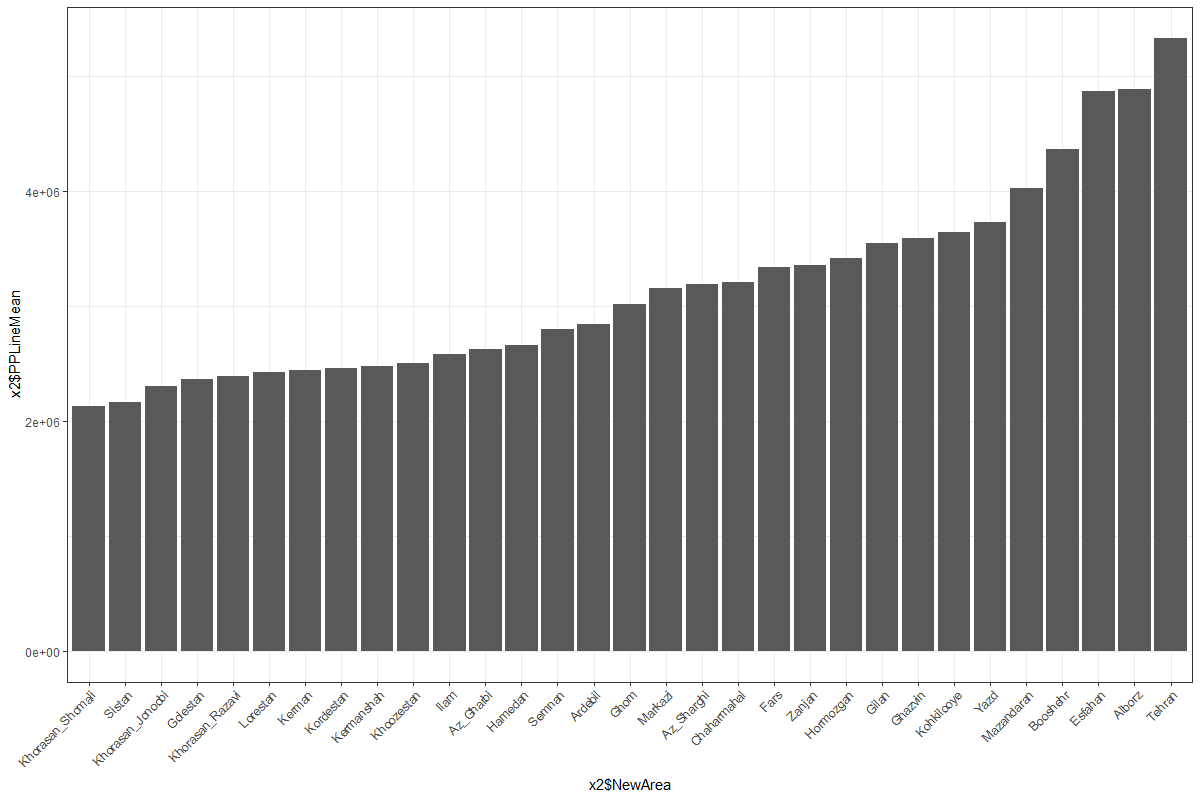 4e+06
2e+06
0e+00
x2$PPLineMean
Khorasan_Shomali
Sistan
Khorasan_Jonoobi
Golestan
Khorasan_Razavi
Lorestan
Kerman
Kordestan
Kermanshah
Khoozestan
Ilam
Az_Gharbi
Hamedan
Semnan
Ardebil
Ghom
Markazi
Az_Sharghi
Chaharmahal
Fars
Zanjan
Hormozgan
Gilan
Ghazvin
Kohkilooye
Yazd
Mazandaran
Booshehr
Esfahan
Alborz
Tehran
x2$NewArea